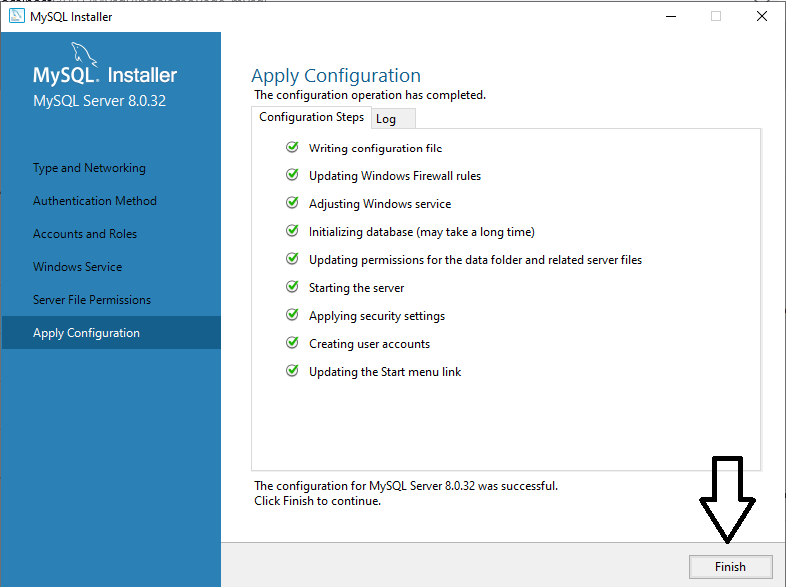 MySQL Installer
MySQL. Installer
MySQL Server 8.0.32
Type and Networking
Authentication Method
Accounts and Roles
Windows Service
Server File Permissions
Apply Configuration
Apply Configuration
The configuration operation has completed.
Configuration Steps
Log
Writing configuration file
Updating Windows Firewall rules
Adjusting Windows service
Initializing database (may take a long time)
Updating permissions for the data folder and related server files
Starting the server
Applying security settings
Creating user accounts
Updating the Start menu link
The configuration for MySQL Server 8.0.32 was successful.
Click Finish to continue.
Finish